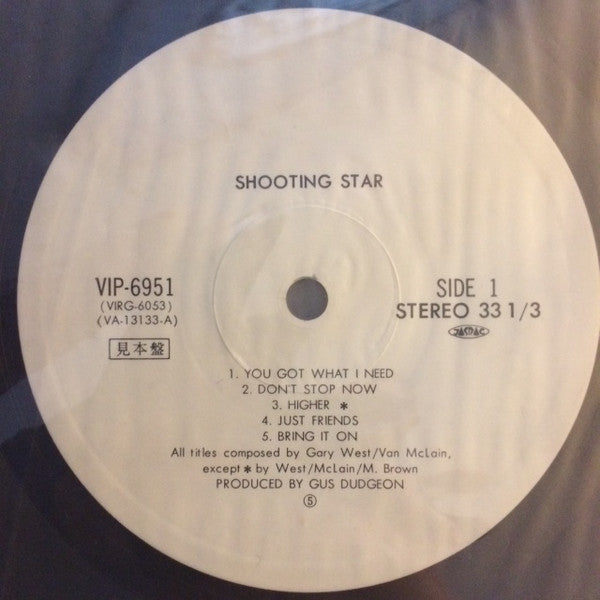 SHOOTING STAR
VIP-6951
(VIRG-6053)
(VA-13133-A)
見本盤
SIDE 1
STEREO 33 1/3
JASRAC
1. YOU GOT WHAT I NEED
2. DON'T STOP NOW
3. HIGHER *
4. JUST FRIENDS
5. BRING IT ON
All titles composed by Gary West/Van McLain,
except * by West/McLain/M. Brown
PRODUCED BY GUS DUDGEON
Ⓢ